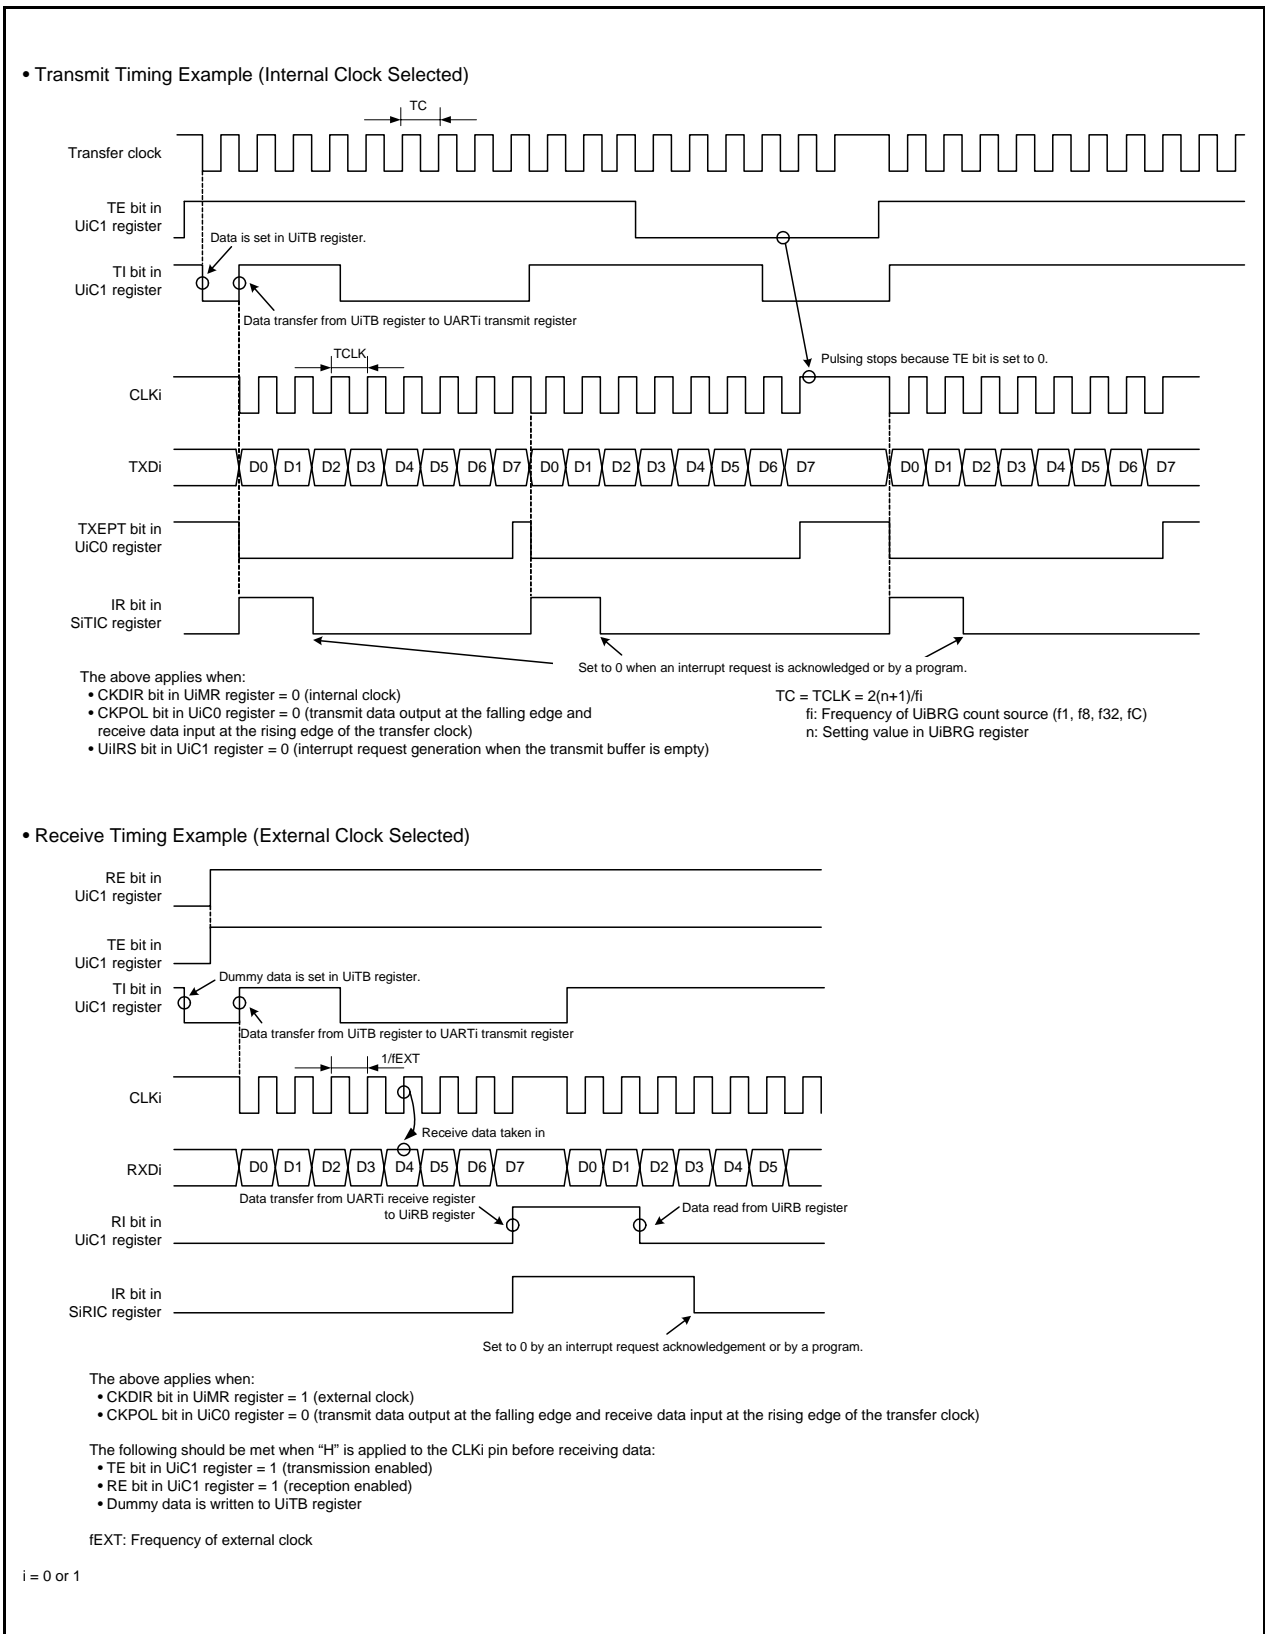 • Transmit Timing Example (Internal Clock Selected)
TC
Transfer clock
TE bit in
UiC1 register
Data is set in UiTB register.
TI bit in
UiC1 register
Data transfer from UiTB register to UARTi transmit register
TCLK
Pulsing stops because TE bit is set to 0.
CLKi
TXDi D0 D1 D2 D3 D4 D5 D6 D7 D0 D1 D2 D3 D4 D5 D6 D7 D0 D1 D2 D3 D4 D5 D6 D7
TXEPT bit in
UiC0 register
IR bit in
SiTIC register
Set to 0 when an interrupt request is acknowledged or by a program.
The above applies when:
• CKDIR bit in UiMR register = 0 (internal clock)
• CKPOL bit in UiC0 register = 0 (transmit data output at the falling edge and
receive data input at the rising edge of the transfer clock)
• UiIRS bit in UiC1 register = 0 (interrupt request generation when the transmit buffer is empty)
TC = TCLK = 2(n+1)/fi
fi: Frequency of UiBRG count source (f1, f8, f32, fC)
n: Setting value in UiBRG register
• Receive Timing Example (External Clock Selected)
RE bit in
UiC1 register
TE bit in
UiC1 register
Dummy data is set in UiTB register.
TI bit in
UiC1 register
Data transfer from UiTB register to UARTi transmit register
1/fEXT
CLKi
Receive data taken in
RXDi D0 D1 D2 D3 D4 D5 D6 D7 D0 D1 D2 D3 D4 D5
Data transfer from UARTi receive register
to UiRB register
Data read from UiRB register
RI bit in
UiC1 register
IR bit in
SiRIC register
Set to 0 by an interrupt request acknowledgement or by a program.
The above applies when:
• CKDIR bit in UiMR register = 1 (external clock)
• CKPOL bit in UiC0 register = 0 (transmit data output at the falling edge and receive data input at the rising edge of the transfer clock)
The following should be met when “H” is applied to the CLKi pin before receiving data:
• TE bit in UiC1 register = 1 (transmission enabled)
• RE bit in UiC1 register = 1 (reception enabled)
• Dummy data is written to UiTB register
fEXT: Frequency of external clock
i = 0 or 1